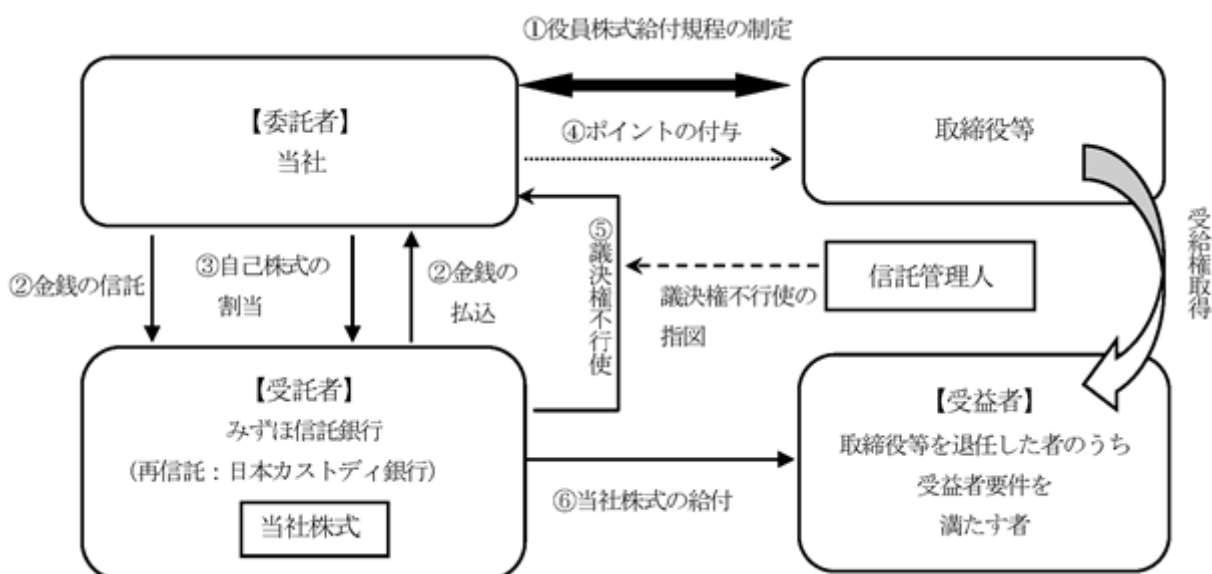 ①役員株式給付規程の制定
【委託者】
当社
④ポイントの付与
取締役等
②金銭の信託
③自己株式の
割当
②金銭の
払込
⑤議決権不行使
議決権不行使の
指図
信託管理人
受給権取得
【受託者】
みずほ信託銀行
(再信託:日本カストディ銀行)
当社株式
⑥当社株式の給付
【受益者】
取締役等を退任した者のうち
受益者要件を
満たす者